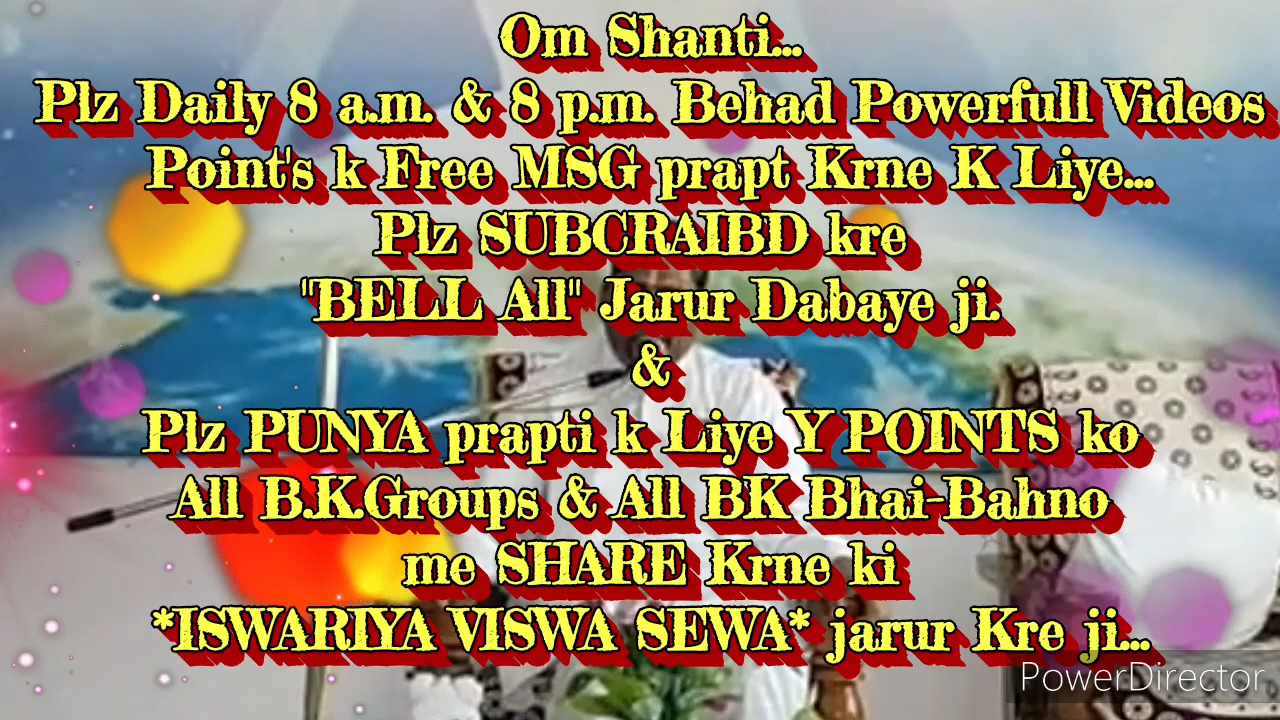 Om Shanti...
Plz Daily 8 a.m. & 8 p.m. Behad Powerfull Videos
Point's k Free MSG prapt Krne K Liye...
Plz SUBCRAIBD kre
"BELL All" Jarur Dabaye ji.
&
Plz PUNYA prapti k Liye Y POINT'S ko
All B.K.Groups & All BK Bhai-Bahno
me SHARE Krne ki
*ISWARIYA VISWA SEWA* jarur Kre ji...
PowerDirector